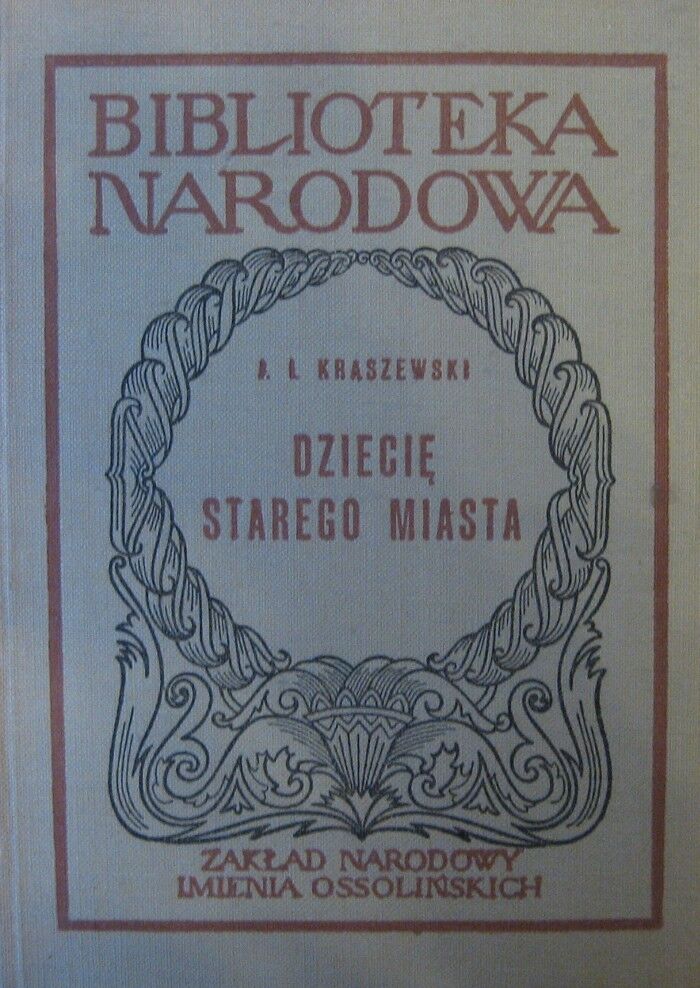 BIBLIOTEKA
NARODOWA
J. I. KRASZEWSKI
DZIECIĘ
STAREGO MIASTA
ZAKŁAD NARODOWY
IMIENIA OSSOLIŃSKICH